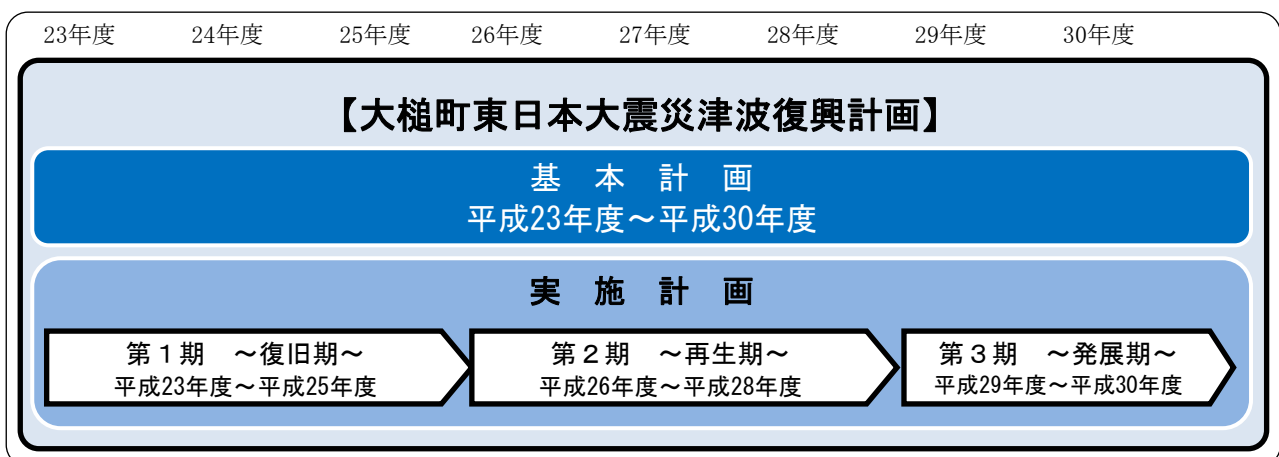 23年度 24年度 25年度 26年度 27年度 28年度 29年度 30年度
【大槌町東日本大震災津波復興計画】
基 本 計 画
平成23年度～平成30年度
実 施 計 画
第１期 ～復旧期～
平成23年度～平成25年度
第２期 ～再生期～
平成26年度～平成28年度
第３期 ～発展期～
平成29年度～平成30年度